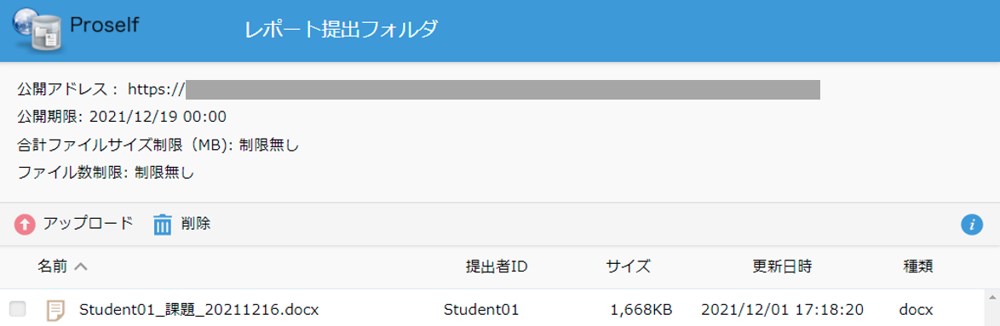 Proself
レポート提出フォルダ
公開アドレス： https://
公開期限: 2021/12/19 00:00
合計ファイルサイズ制限（MB): 制限無し
ファイル数制限: 制限無し
アップロード 削除
名前 提出者ID サイズ 更新日時 種類
Student01_課題_20211216.docx Student01 1,668KB 2021/12/01 17:18:20 docx